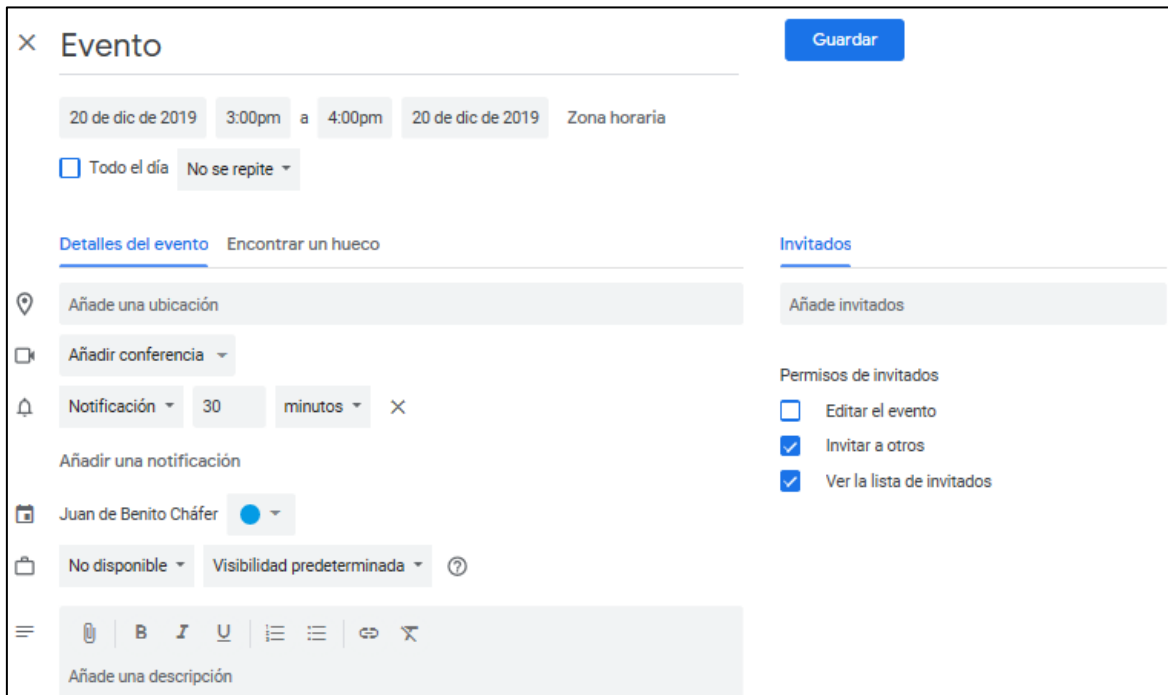 Evento
Guardar
20 de dic de 2019 3:00pm a 4:00pm 20 de dic de 2019 Zona horaria
Todo el día No se repite
Detalles del evento Encontrar un hueco
Invitados
Añade una ubicación
Añade invitados
Añadir conferencia
Permisos de invitados
Notificación 30 minutos
Editar el evento
Invitar a otros
Añadir una notificación
Ver la lista de invitados
Juan de Benito Cháfer
No disponible Visibilidad predeterminada
B I U
Añade una descripción